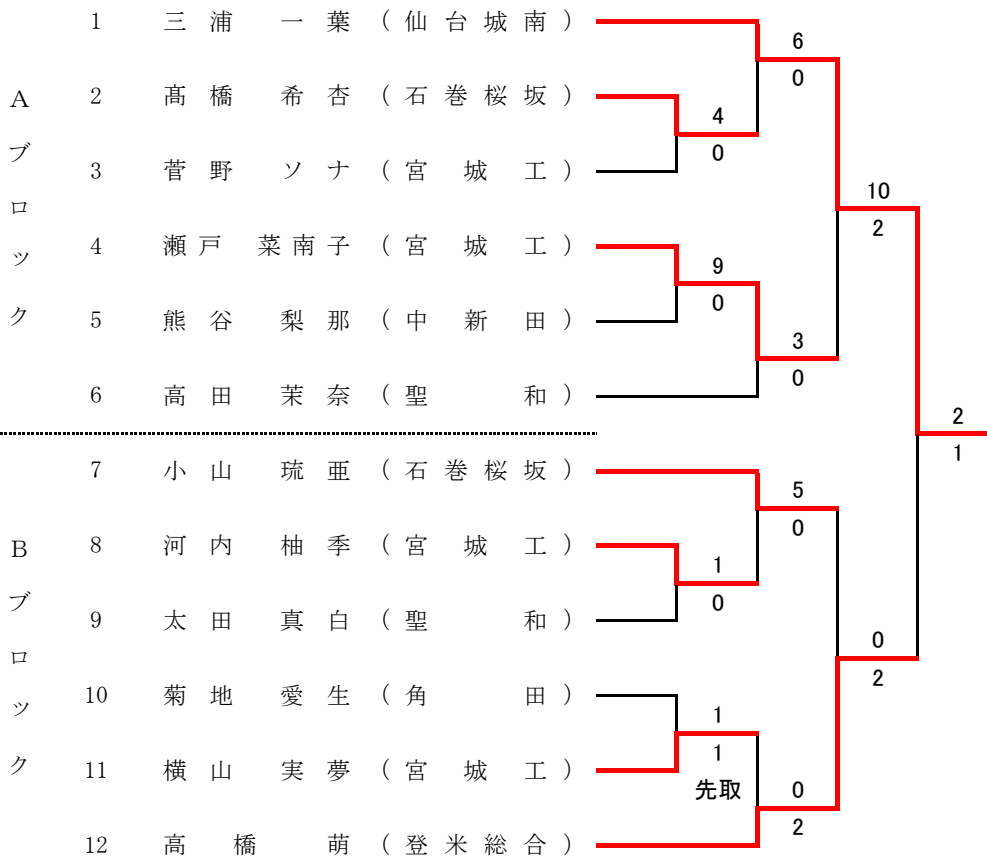 Aブロック
1 三浦 一葉 (仙台城南)
2 髙橋 希杏 (石巻桜坂)
3 菅野 ソナ (宮城工)
4 瀬戸 菜南子 (宮城工)
5 熊谷 梨那 (中新田)
6 高田 茉奈 (聖和)
6
0
4
0
9
0
3
0
10
2
2
1
Bブロック
7 小山 琉亜 (石巻桜坂)
8 河内 柚季 (宮城工)
9 太田 真白 (聖和)
10 菊地 愛生 (角田)
11 横山 実夢 (宮城工)
12 高橋 萌 (登米総合)
5
0
1
0
0
2
1
1
先取
0
2